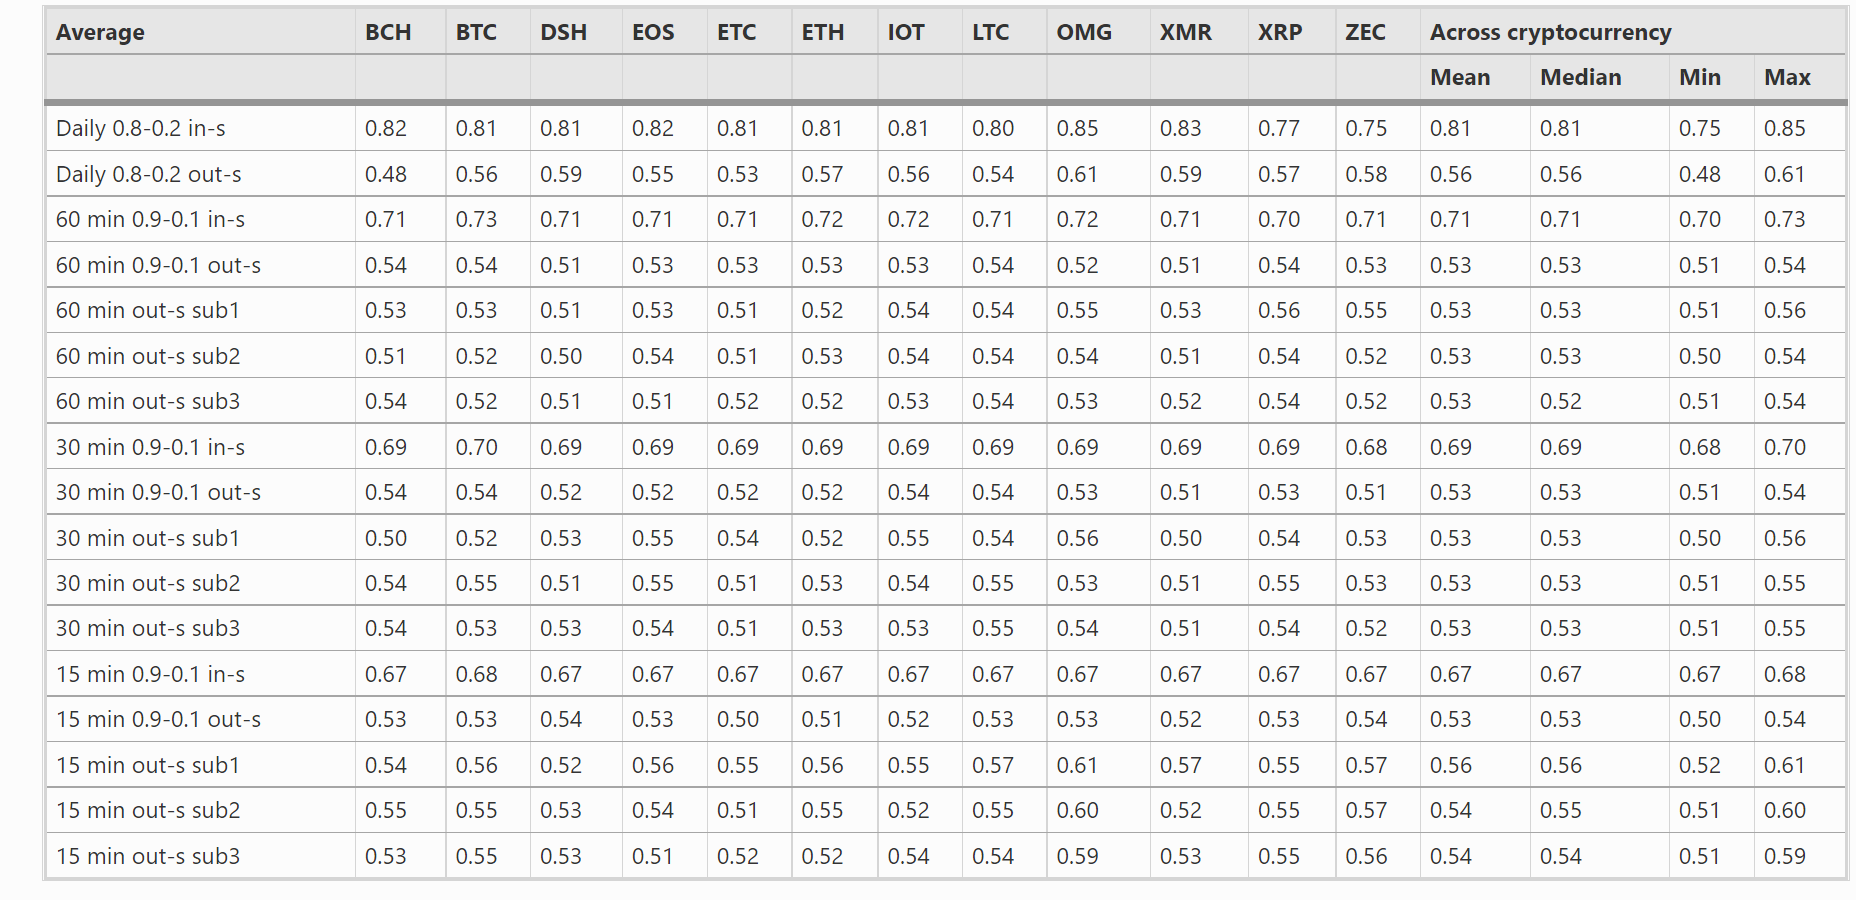 Average BCH BTC DSH EOS ETC ETH IOT LTC OMG XMR XRP ZEC Across cryptocurrency
Mean Median Min Max
Daily 0.8-0.2 in-s 0.82 0.81 0.81 0.82 0.81 0.81 0.81 0.80 0.85 0.83 0.77 0.75 0.81 0.81 0.75 0.85
Daily 0.8-0.2 out-s 0.48 0.56 0.59 0.55 0.53 0.57 0.56 0.54 0.61 0.59 0.57 0.58 0.56 0.56 0.48 0.61
60 min 0.9-0.1 in-s 0.71 0.73 0.71 0.71 0.71 0.72 0.72 0.71 0.72 0.71 0.70 0.71 0.71 0.71 0.70 0.73
60 min 0.9-0.1 out-s 0.54 0.54 0.51 0.53 0.53 0.53 0.53 0.54 0.52 0.51 0.54 0.53 0.53 0.53 0.51 0.54
60 min out-s sub1 0.53 0.53 0.51 0.53 0.51 0.52 0.54 0.54 0.55 0.53 0.56 0.55 0.53 0.53 0.51 0.56
60 min out-s sub2 0.51 0.52 0.50 0.54 0.51 0.53 0.54 0.54 0.54 0.51 0.54 0.52 0.53 0.53 0.50 0.54
60 min out-s sub3 0.54 0.52 0.51 0.51 0.52 0.52 0.53 0.54 0.53 0.52 0.54 0.52 0.53 0.52 0.51 0.54
30 min 0.9-0.1 in-s 0.69 0.70 0.69 0.69 0.69 0.69 0.69 0.69 0.69 0.69 0.69 0.68 0.69 0.69 0.68 0.70
30 min 0.9-0.1 out-s 0.54 0.54 0.52 0.52 0.52 0.52 0.54 0.54 0.53 0.51 0.53 0.51 0.53 0.53 0.51 0.54
30 min out-s sub1 0.50 0.52 0.53 0.55 0.54 0.52 0.55 0.54 0.56 0.50 0.54 0.53 0.53 0.53 0.50 0.56
30 min out-s sub2 0.54 0.55 0.51 0.55 0.51 0.53 0.54 0.55 0.53 0.51 0.55 0.53 0.53 0.53 0.51 0.55
30 min out-s sub3 0.54 0.53 0.53 0.54 0.51 0.53 0.53 0.55 0.54 0.51 0.54 0.52 0.53 0.53 0.51 0.55
15 min 0.9-0.1 in-s 0.67 0.68 0.67 0.67 0.67 0.67 0.67 0.67 0.67 0.67 0.67 0.67 0.67 0.67 0.67 0.68
15 min 0.9-0.1 out-s 0.53 0.53 0.54 0.53 0.50 0.51 0.52 0.53 0.53 0.52 0.53 0.54 0.53 0.53 0.50 0.54
15 min out-s sub1 0.54 0.56 0.52 0.56 0.55 0.56 0.55 0.57 0.61 0.57 0.55 0.57 0.56 0.56 0.52 0.61
15 min out-s sub2 0.55 0.55 0.53 0.54 0.51 0.55 0.52 0.55 0.60 0.52 0.55 0.57 0.54 0.55 0.51 0.60
15 min out-s sub3 0.53 0.55 0.53 0.51 0.52 0.52 0.54 0.54 0.59 0.53 0.55 0.56 0.54 0.54 0.51 0.59